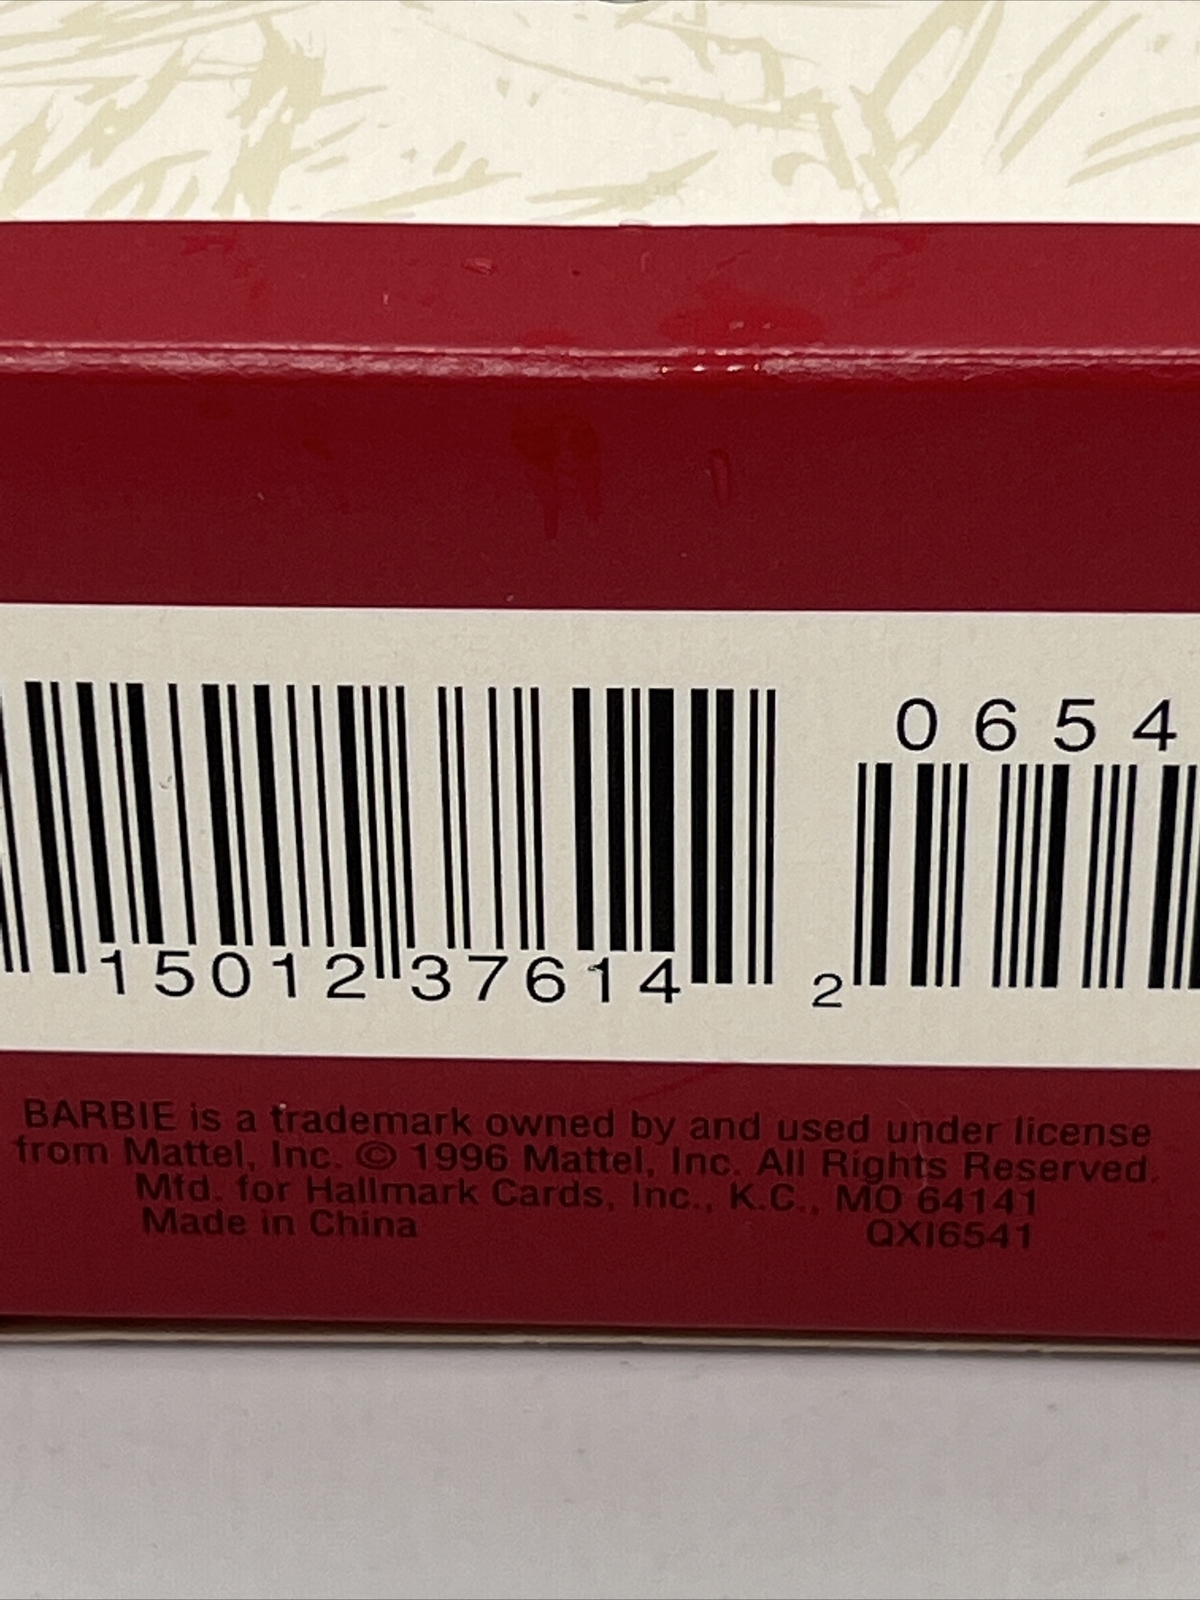 0654
15012 37614 2
BARBIE is a trademark owned by and used under license
from Mattel, Inc. © 1996 Mattel, Inc. All Rights Reserved.
Mfd. for Hallmark Cards, Inc., K.C., MO 64141
Made in China QXI6541